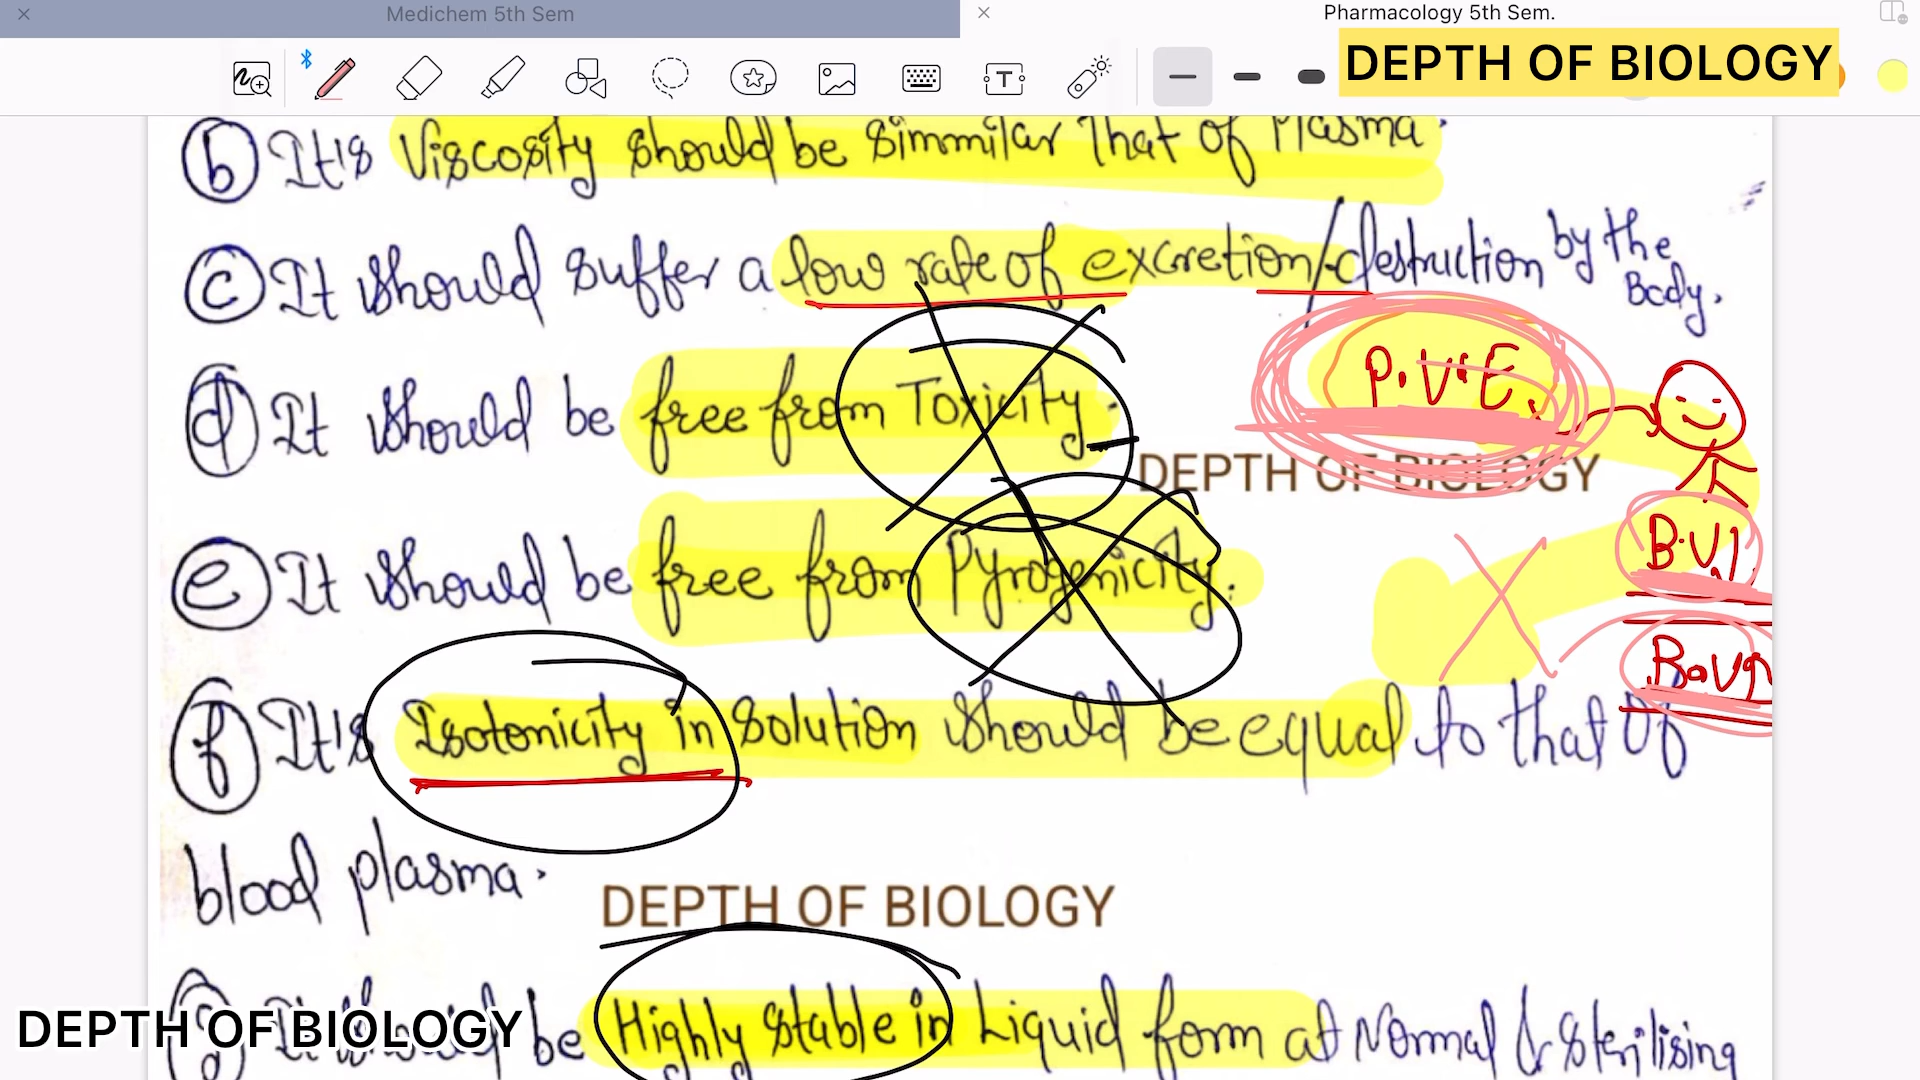 Medichem 5th Sem
Pharmacology 5th Sem.
DEPTH OF BIOLOGY
b It's Viscosity should be simmilar that of Plasma.
c It should suffer a low rate of excretion/destruction by the Body.
P.V.E
d It should be free from Toxicity.
DEPTH OF BIOLOGY
B.V↓
e It should be free from Pyrogenicity.
B.V↑
f It's Isotonicity in Solution should be equal to that of
blood plasma.
DEPTH OF BIOLOGY
be Highly stable in Liquid form at Normal & sterilising
DEPTH OF BIOLOGY